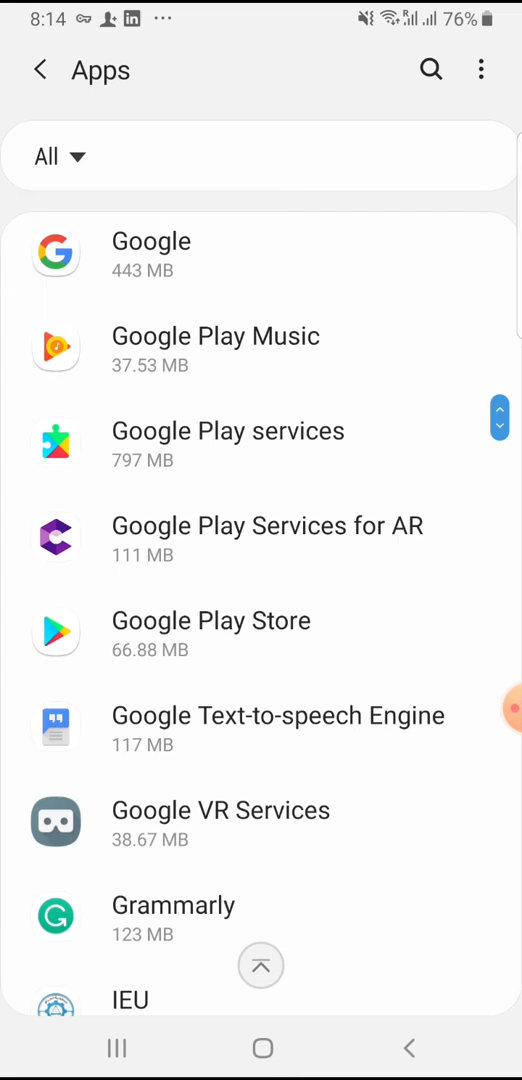 8:14
76%
Apps
All
Google
443 MB
Google Play Music
37.53 MB
Google Play services
797 MB
Google Play Services for AR
111 MB
Google Play Store
66.88 MB
Google Text-to-speech Engine
117 MB
Google VR Services
38.67 MB
Grammarly
123 MB
IEU